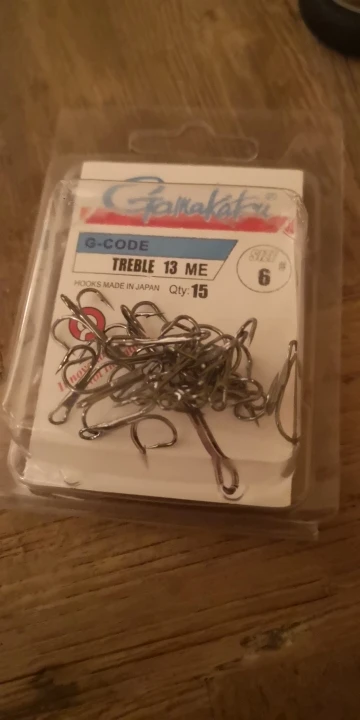 Gamakatsu
G-CODE
TREBLE 13 ME
SIZE
6
HOOKS MADE IN JAPAN Qty: 15